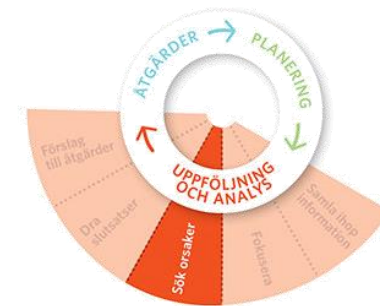 ÅTGÄRDER
PLANERING
UPPFÖLJNING
OCH ANALYS
Förslag
till åtgärder
Dra
slutsatser
Sök orsaker
Fokusera
Samla ihop
information